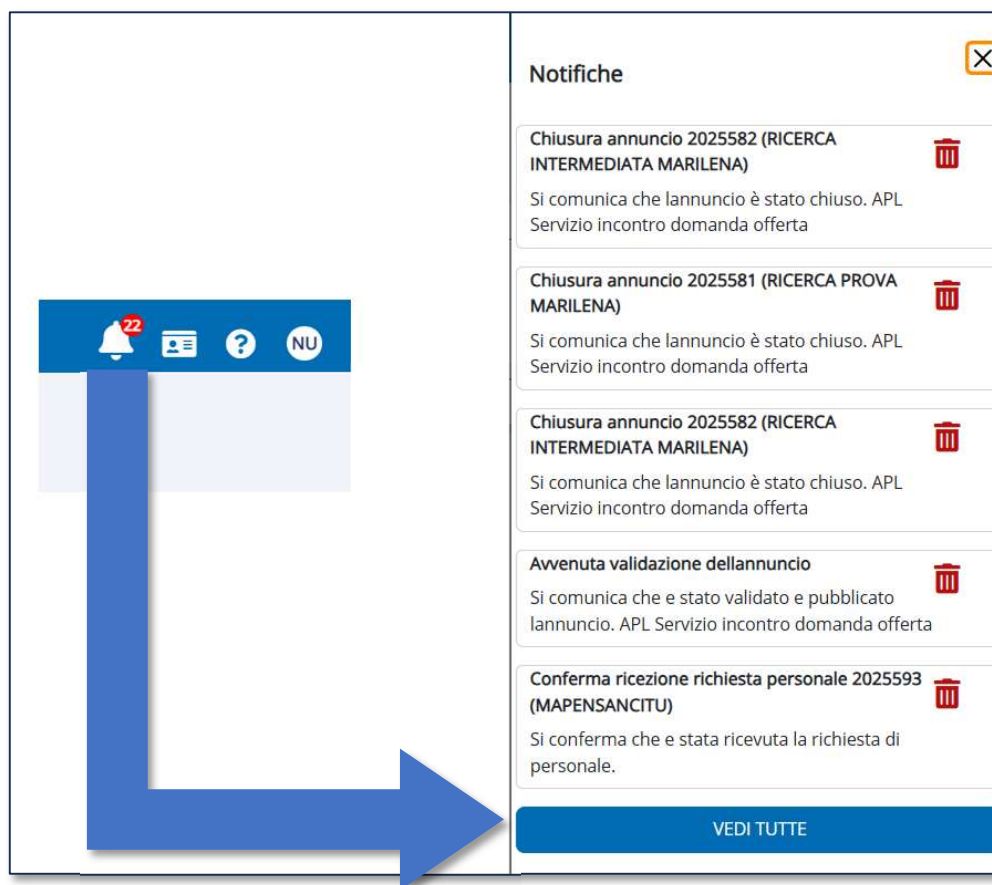 22
?
NU
Notifiche
Chiusura annuncio 2025582 (RICERCA
INTERMEDIATA MARILENA)
Si comunica che lannuncio è stato chiuso. APL
Servizio incontro domanda offerta
Chiusura annuncio 2025581 (RICERCA PROVA
MARILENA)
Si comunica che lannuncio è stato chiuso. APL
Servizio incontro domanda offerta
Chiusura annuncio 2025582 (RICERCA
INTERMEDIATA MARILENA)
Si comunica che lannuncio è stato chiuso. APL
Servizio incontro domanda offerta
Avvenuta validazione dellannuncio
Si comunica che e stato validato e pubblicato
lannuncio. APL Servizio incontro domanda offerta
Conferma ricezione richiesta personale 2025593
(MAPENSANCITU)
Si conferma che e stata ricevuta la richiesta di
personale.
VEDI TUTTE